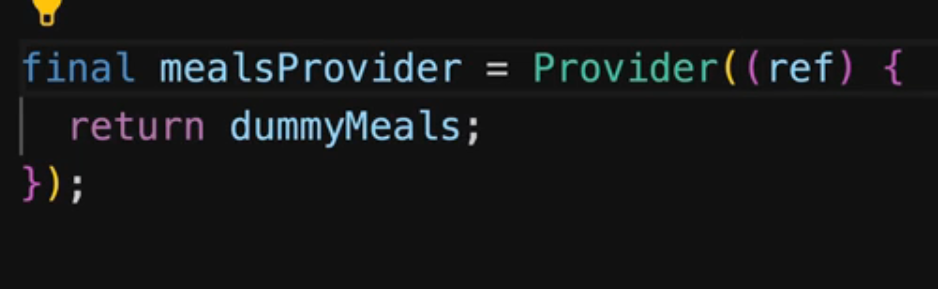 final mealsProvider = Provider((ref) {
  return dummyMeals;
});